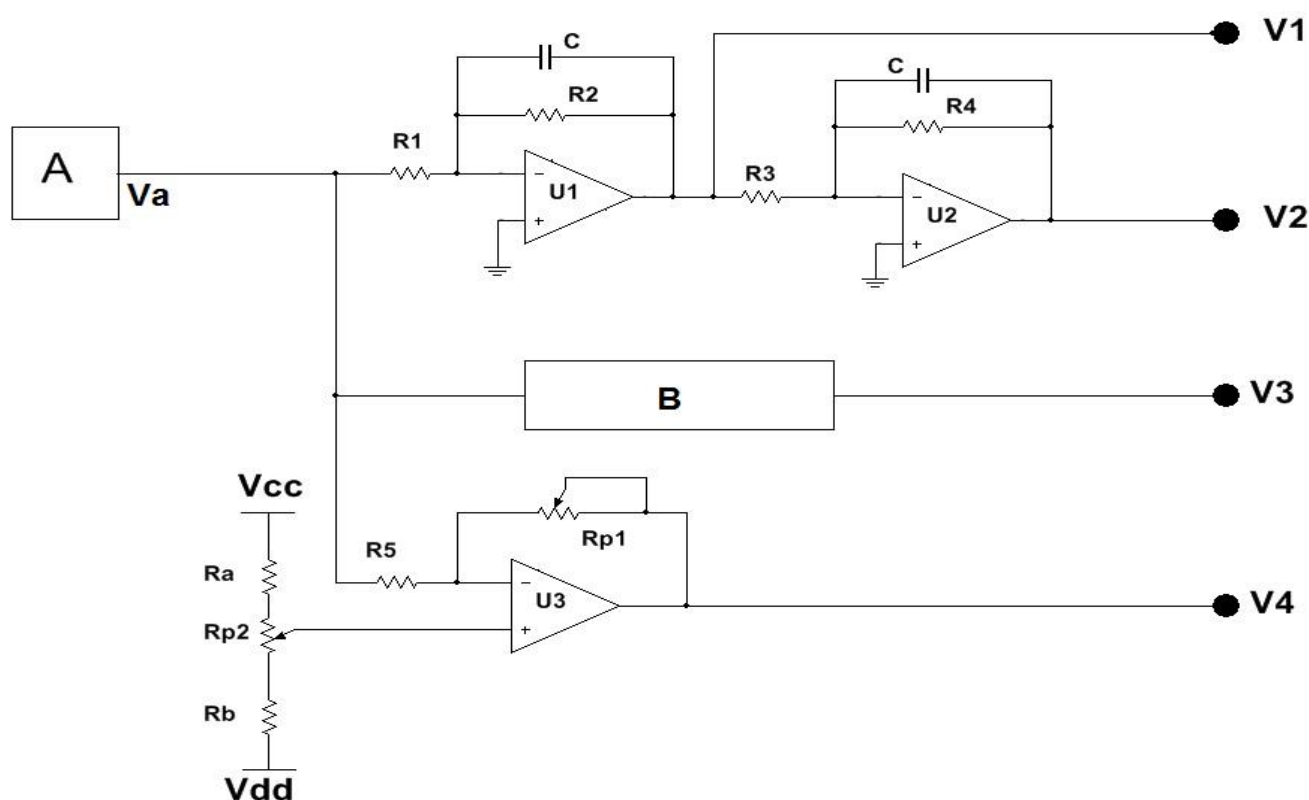 V1
C
R2
C
R4
A
Va
R1
−
U1
+
R3
−
U2
+
V2
B
V3
Vcc
Rp1
R5
Ra
−
U3
+
V4
Rp2
Rb
Vdd